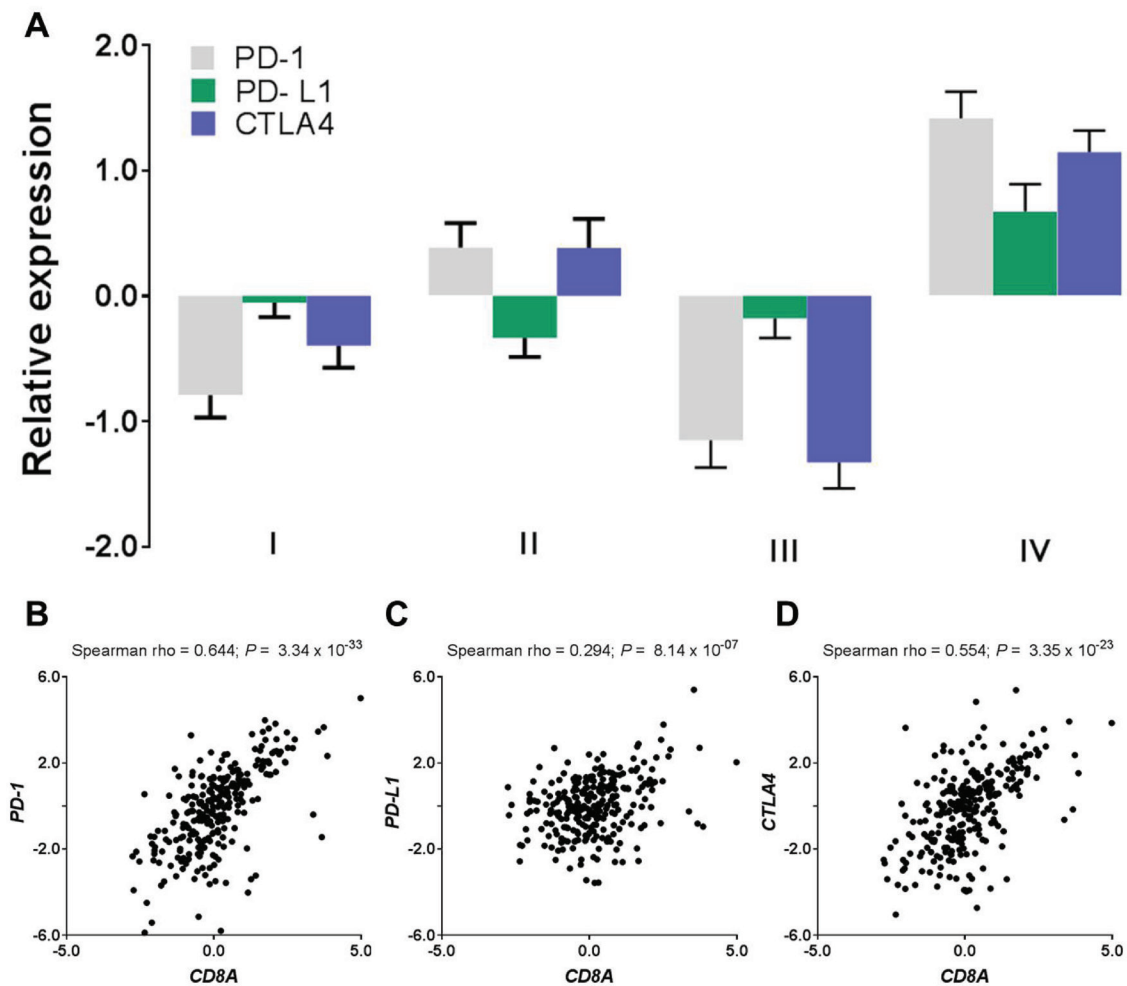 A
2.0
1.0
0.0
-1.0
-2.0
Relative expression
PD-1
PD- L1
CTLA4
I
II
III
IV
B
Spearman rho = 0.644; P = 3.34 x 10⁻³³
6.0
2.0
-2.0
-6.0
PD-1
-5.0
0.0
5.0
CD8A
C
Spearman rho = 0.294; P = 8.14 x 10⁻⁰⁷
6.0
2.0
-2.0
-6.0
PD-L1
-5.0
0.0
5.0
CD8A
D
Spearman rho = 0.554; P = 3.35 x 10⁻²³
6.0
2.0
-2.0
-6.0
CTLA4
-5.0
0.0
5.0
CD8A